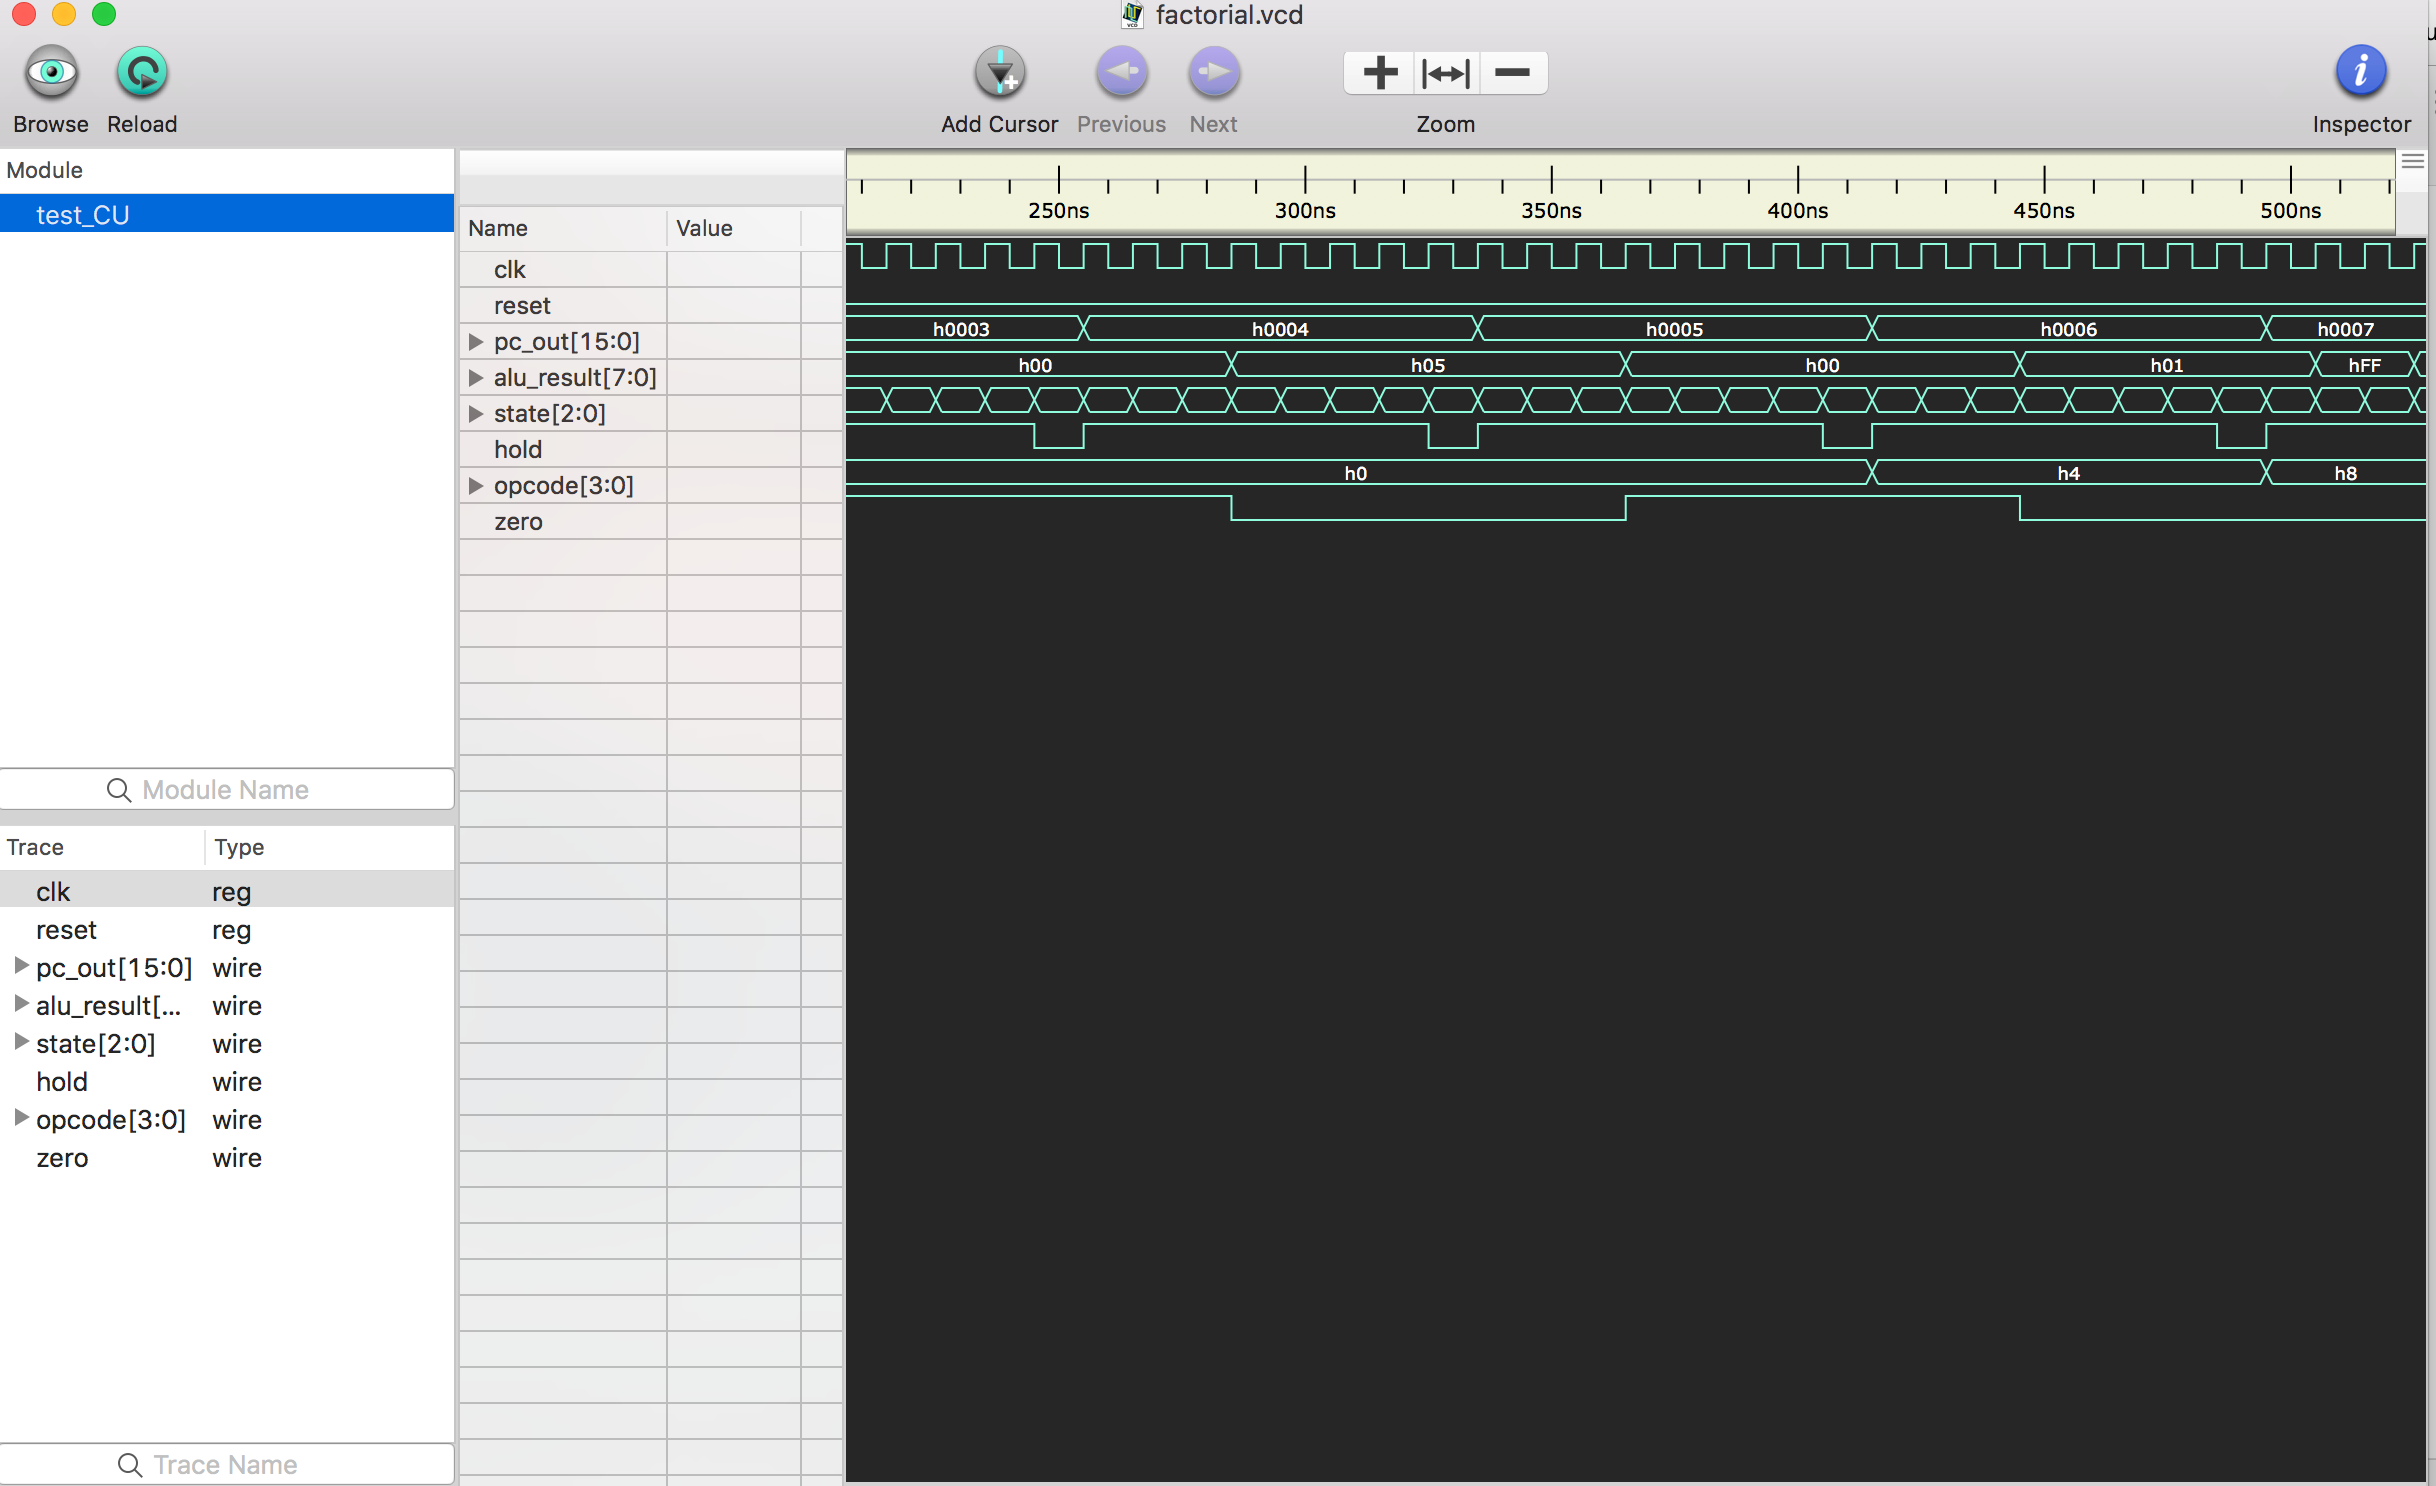 factorial.vcd
Browse Reload Add Cursor Previous Next Zoom Inspector
Module
test_CU
Module Name
Trace Type
clk reg
reset reg
pc_out[15:0] wire
alu_result[... wire
state[2:0] wire
hold wire
opcode[3:0] wire
zero wire
Trace Name
Name Value
clk
reset
pc_out[15:0]
alu_result[7:0]
state[2:0]
hold
opcode[3:0]
zero
250ns 300ns 350ns 400ns 450ns 500ns
h0003 h0004 h0005 h0006 h0007
h00 h05 h00 h01 hFF
h0 h4 h8